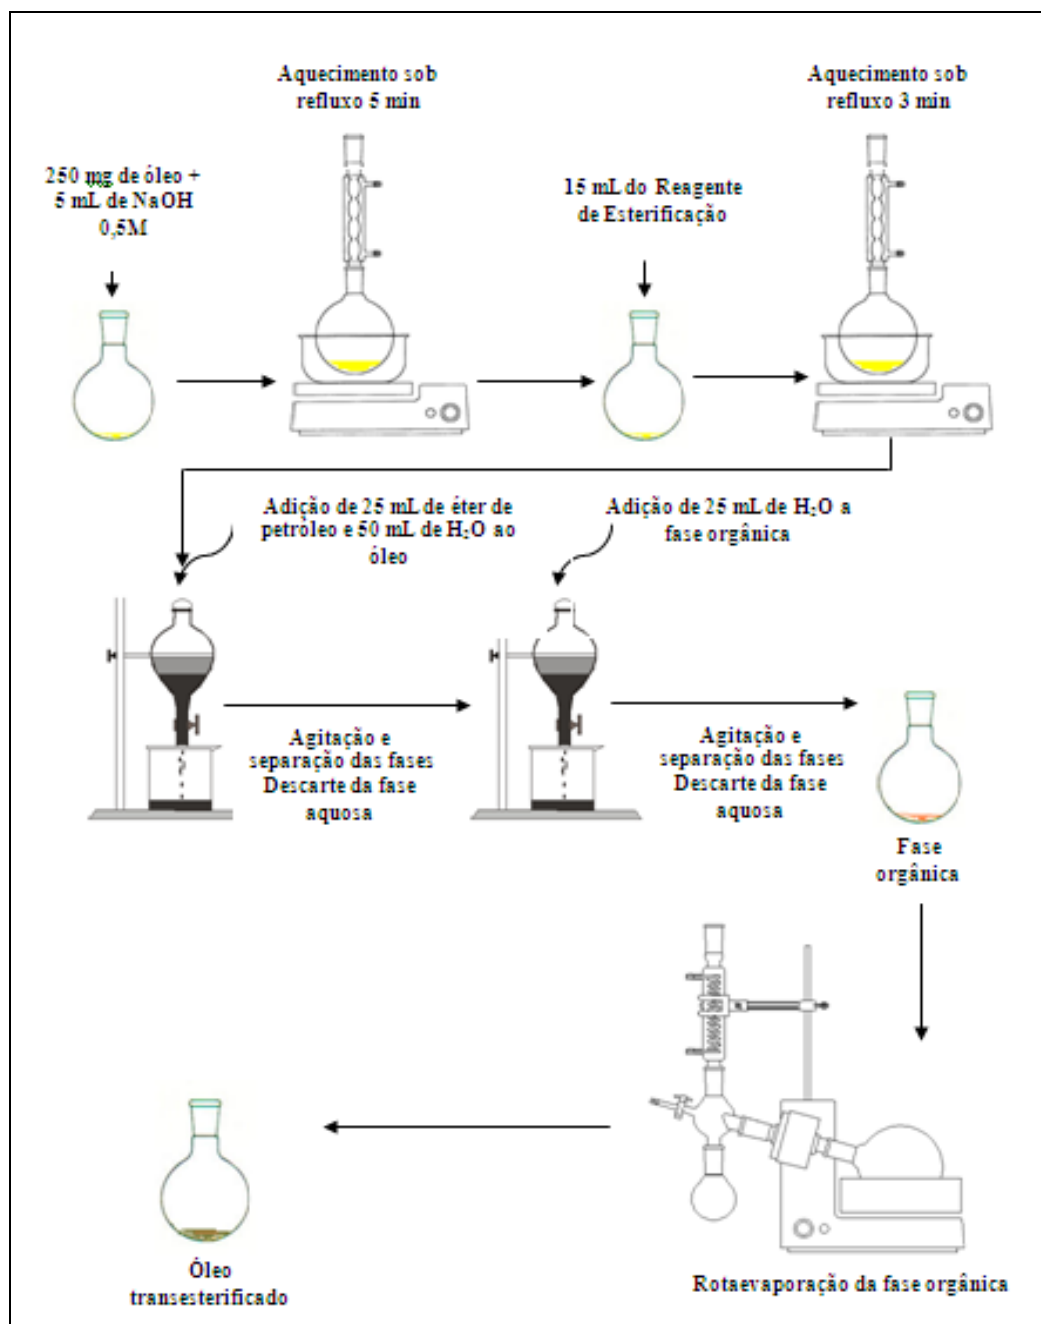 Aquecimento sob
refluxo 5 min
Aquecimento sob
refluxo 3 min
250 mg de óleo +
5 mL de NaOH
0,5M
15 mL do Reagente
de Esterificação
Adição de 25 mL de éter de
petróleo e 50 mL de H₂O ao
óleo
Adição de 25 mL de H₂O a
fase orgânica
Agitação e
separação das fases
Descarte da fase
aquosa
Agitação e
separação das fases
Descarte da fase
aquosa
Fase
orgânica
Óleo
transesterificado
Rotaevaporação da fase orgânica